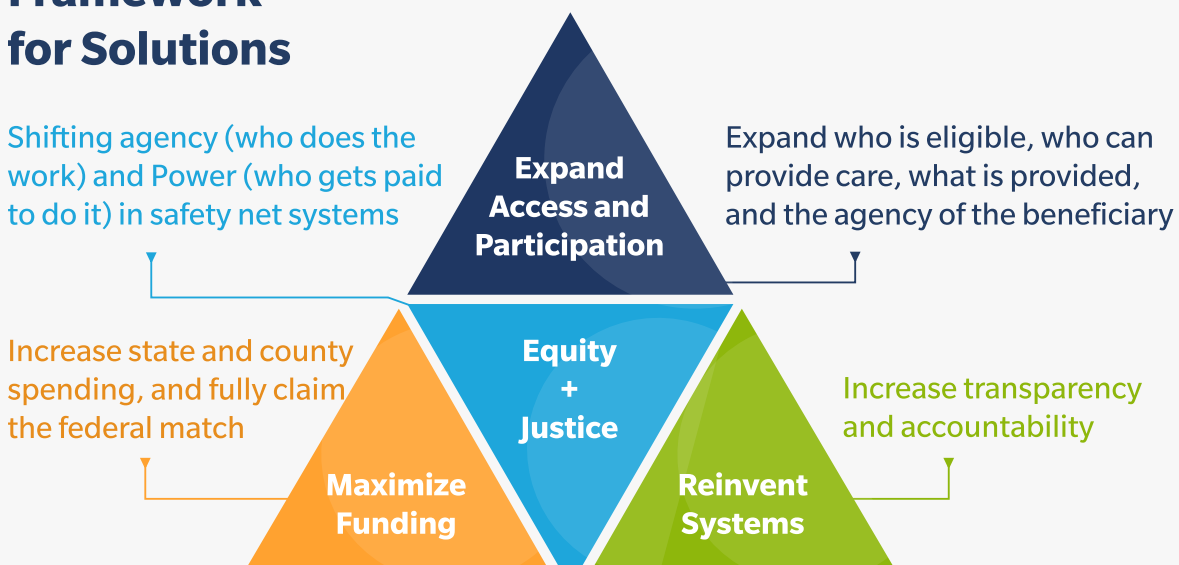 Framework
for Solutions
Shifting agency (who does the
work) and Power (who gets paid
to do it) in safety net systems
Expand
Access and
Participation
Expand who is eligible, who can
provide care, what is provided,
and the agency of the beneficiary
Increase state and county
spending, and fully claim
the federal match
Equity
+
Justice
Increase transparency
and accountability
Maximize
Funding
Reinvent
Systems